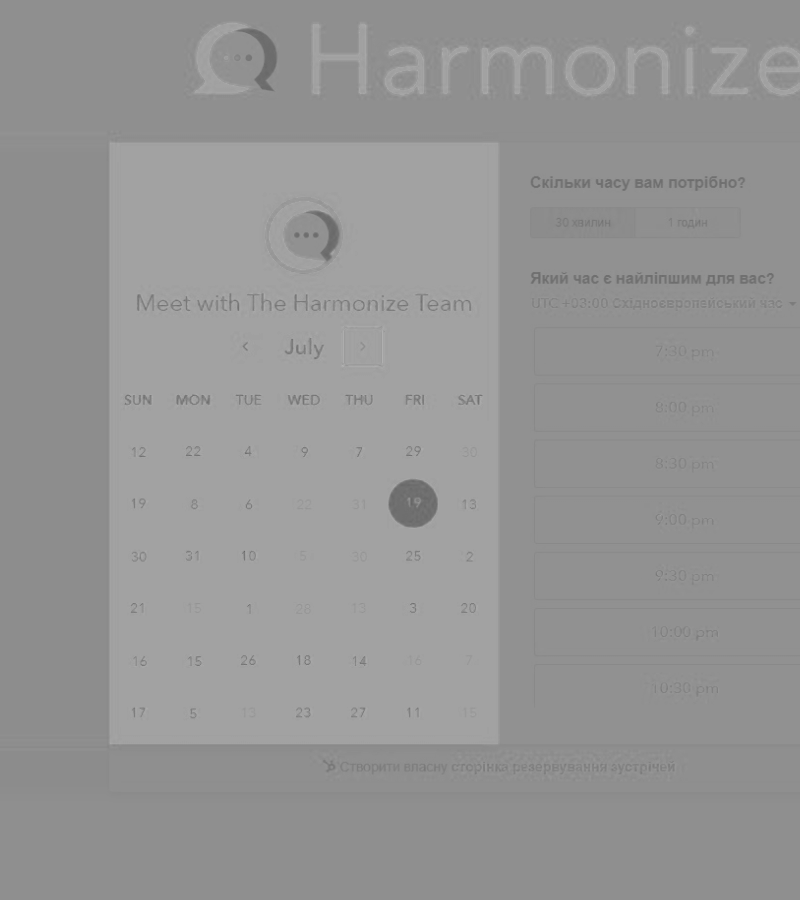 Harmonize
Meet with The Harmonize Team
July
SUN MON TUE WED THU FRI SAT
12 22 4 9 7 29 30
19 8 6 22 31 19 13
30 31 10 5 30 25 2
21 15 1 28 13 3 20
16 15 26 18 14 16 7
17 5 13 23 27 11 15
Скільки часу вам потрібно?
30 хвилин 1 годин
Який час є найліпшим для вас?
UTC +03:00 Східноєвропейський час
7:30 pm
8:00 pm
8:30 pm
9:00 pm
9:30 pm
10:00 pm
10:30 pm
Створити власну сторінка резервування зустрічей